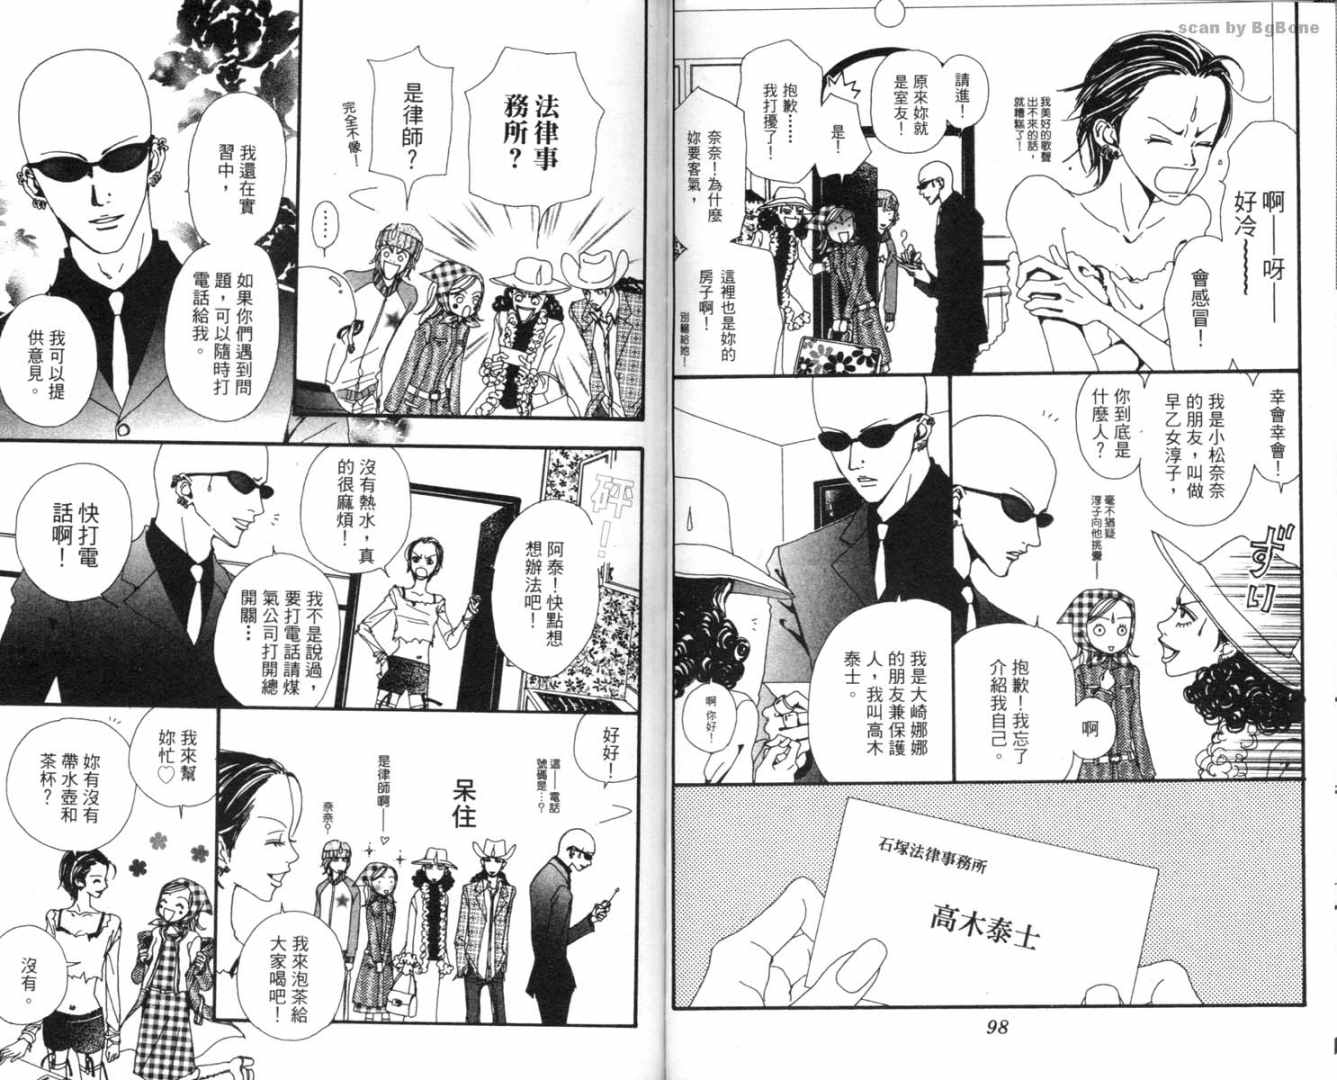 scan by BgBone
啊——呀——
好冷~~~
會感冒！
我美好的歌聲
出不來的話，
就糟糕了！
請進！
原來妳就
是室友！
是！
抱歉……
我打擾了！
奈奈！為什麼
妳要客氣，
這裡也是妳的
房子啊！
別輸給她！
幸會幸會！
我是小松奈奈
的朋友，叫做
早乙女淳子，
你到底是
什麼人？
毫不猶疑
淳子向他挑釁——
ずいっ
抱歉！我忘了
介紹我自己。
啊
我是大崎娜娜
的朋友兼保護
人，我叫高木
泰士。
啊，你好！
石塚法律事務所
高木泰士
98
法律事
務所？
是律師？
完全不像！
……
我還在實
習中，
如果你們遇到問
題，可以隨時打
電話給我。
我可以提
供意見。
砰！
阿泰！快點想
想辦法吧！
沒有熱水，真
的很麻煩！
我不是說過，
要打電話請煤
氣公司打開總
開關…
快打電
話啊！
好好！
這——電話
號碼是…？
呆住
是律師啊——♡
奈奈？
我來泡茶給
大家喝吧！
我來幫
妳忙♡
妳有沒有
帶水壺和
茶杯？
沒有。